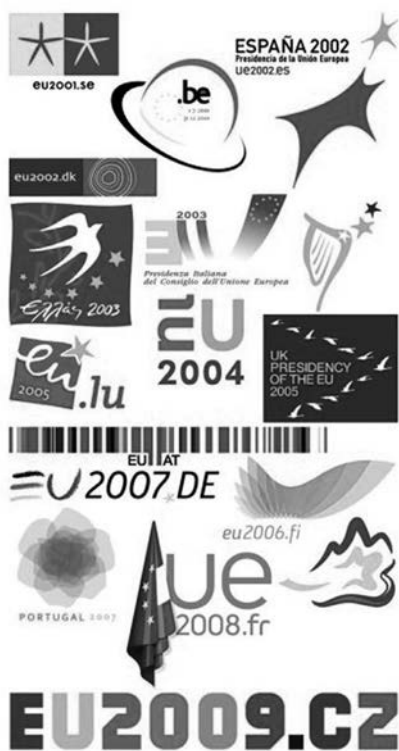 eu2001.se
.be
ESPAÑA 2002
Presidencia de la Unión Europea
ue2002.es
eu2002.dk
2003
EU
Presidenza Italiana
del Consiglio dell'Unione Europea
Ελλάς 2003
nlU
2004
eu
2005
.lu
UK
PRESIDENCY
OF THE EU
2005
EU AT
EU2007.DE
eu2006.fi
PORTUGAL 2007
ue
2008.fr
EU2009.CZ